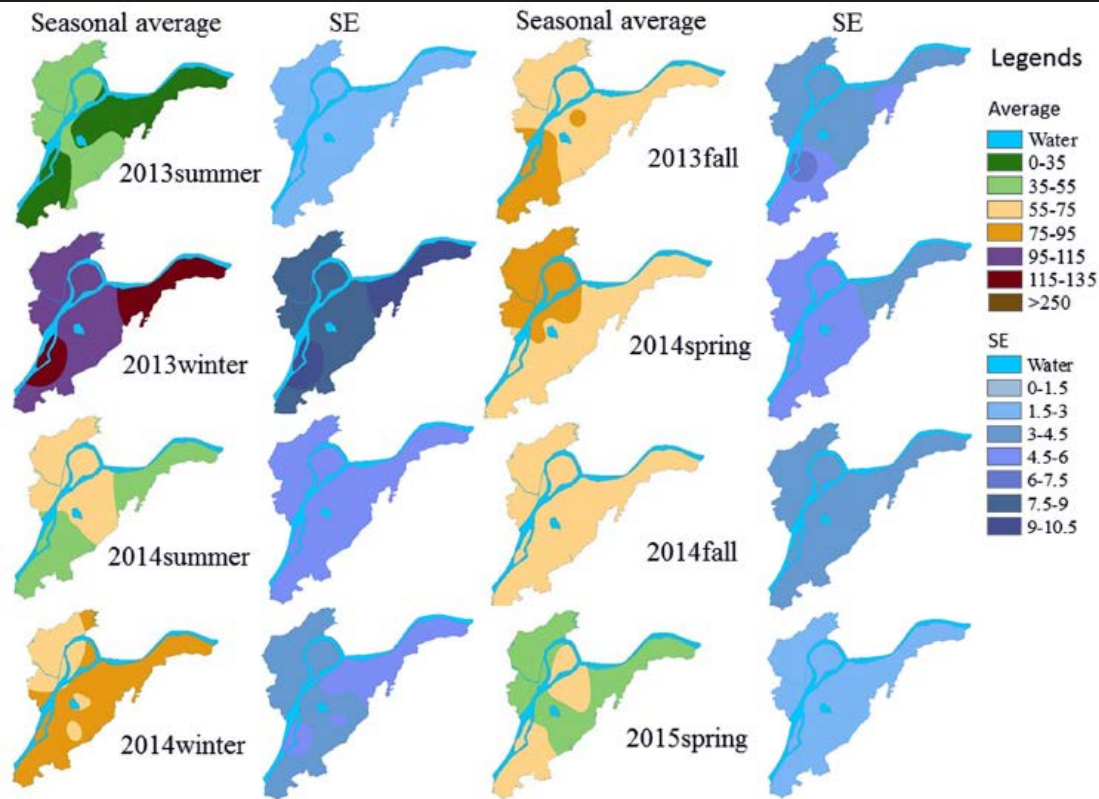 Seasonal average
SE
Seasonal average
SE
2013summer
2013fall
2013winter
2014spring
2014summer
2014fall
2014winter
2015spring
Legends
Average
Water
0-35
35-55
55-75
75-95
95-115
115-135
>250
SE
Water
0-1.5
1.5-3
3-4.5
4.5-6
6-7.5
7.5-9
9-10.5